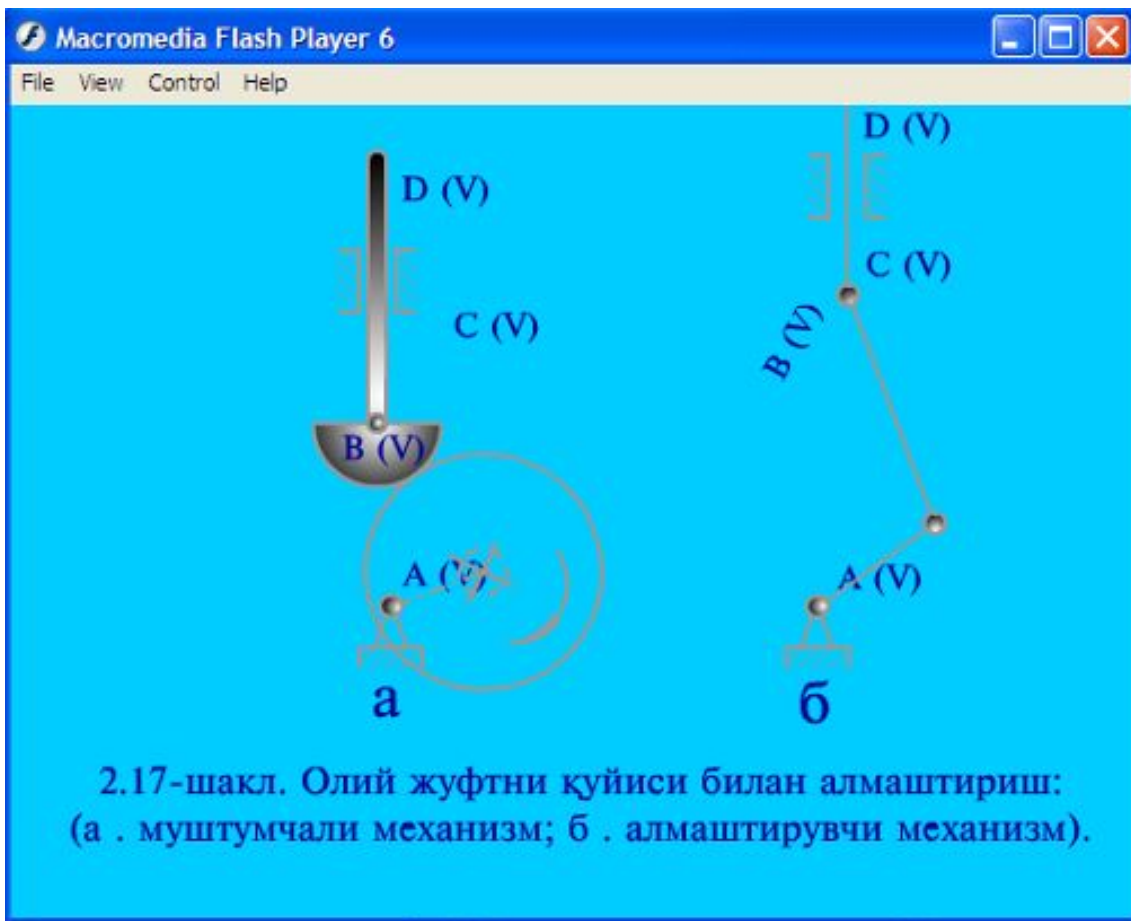 Macromedia Flash Player 6
File View Control Help
D (V)
C (V)
B (V)
A (V)
а
D (V)
C (V)
B (V)
A (V)
б
2.17-шакл. Олий жуфтни қуйиси билан алмаштириш:
(а . муштумчали механизм; б . алмаштирувчи механизм).